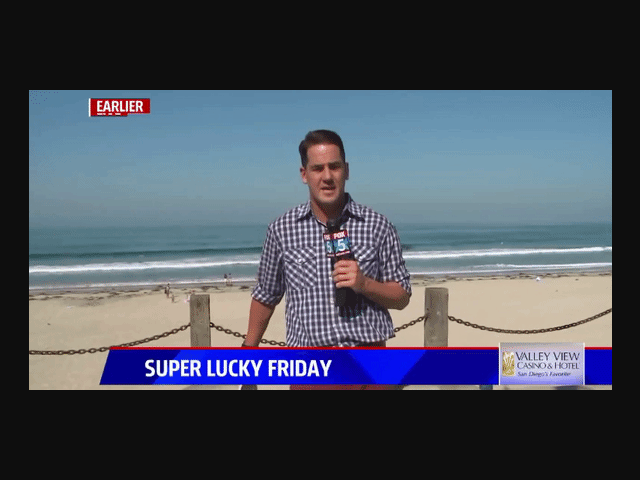 EARLIER
FOX
5
SUPER LUCKY FRIDAY
VALLEY VIEW
CASINO & HOTEL
San Diego's Favorite!